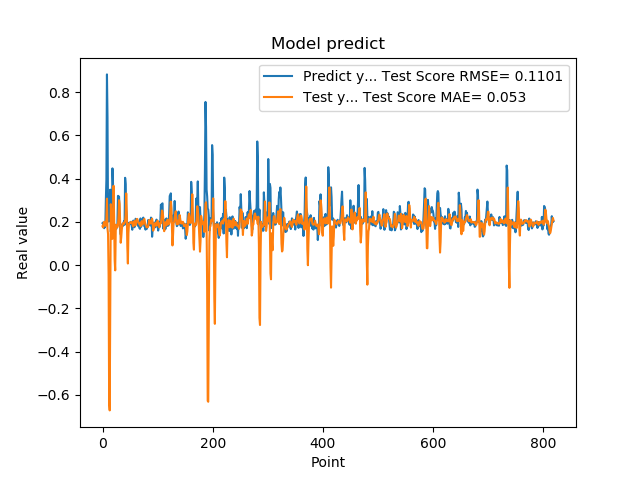 Model predict
Predict y... Test Score RMSE= 0.1101
Test y... Test Score MAE= 0.053
Real value
0.8
0.6
0.4
0.2
0.0
−0.2
−0.4
−0.6
0 200 400 600 800
Point